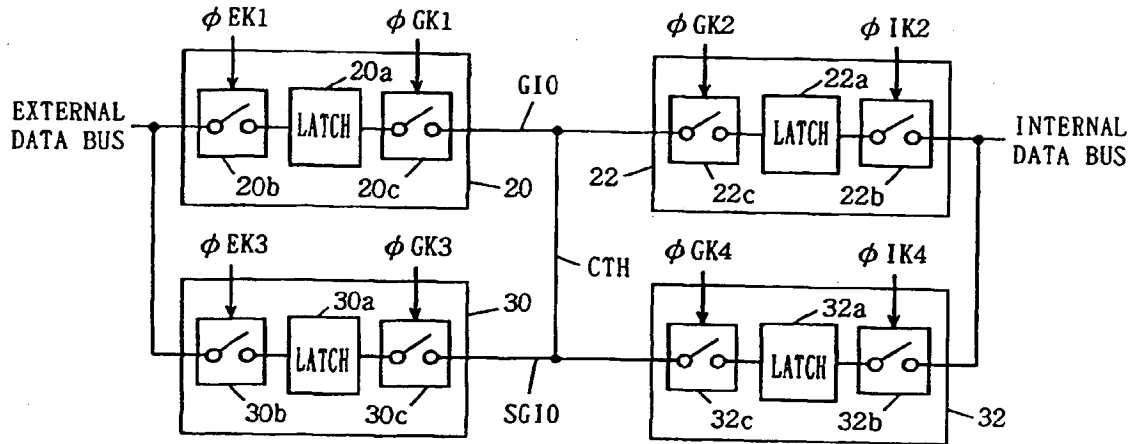 φEK1
φGK1
φGK2
φIK2
20a
22a
GIO
EXTERNAL
DATA BUS
LATCH
LATCH
INTERNAL
DATA BUS
20b
20c
20
22
22c
22b
φEK3
φGK3
CTH
φGK4
φIK4
30a
30
32a
LATCH
LATCH
30b
30c
SGIO
32c
32b
32